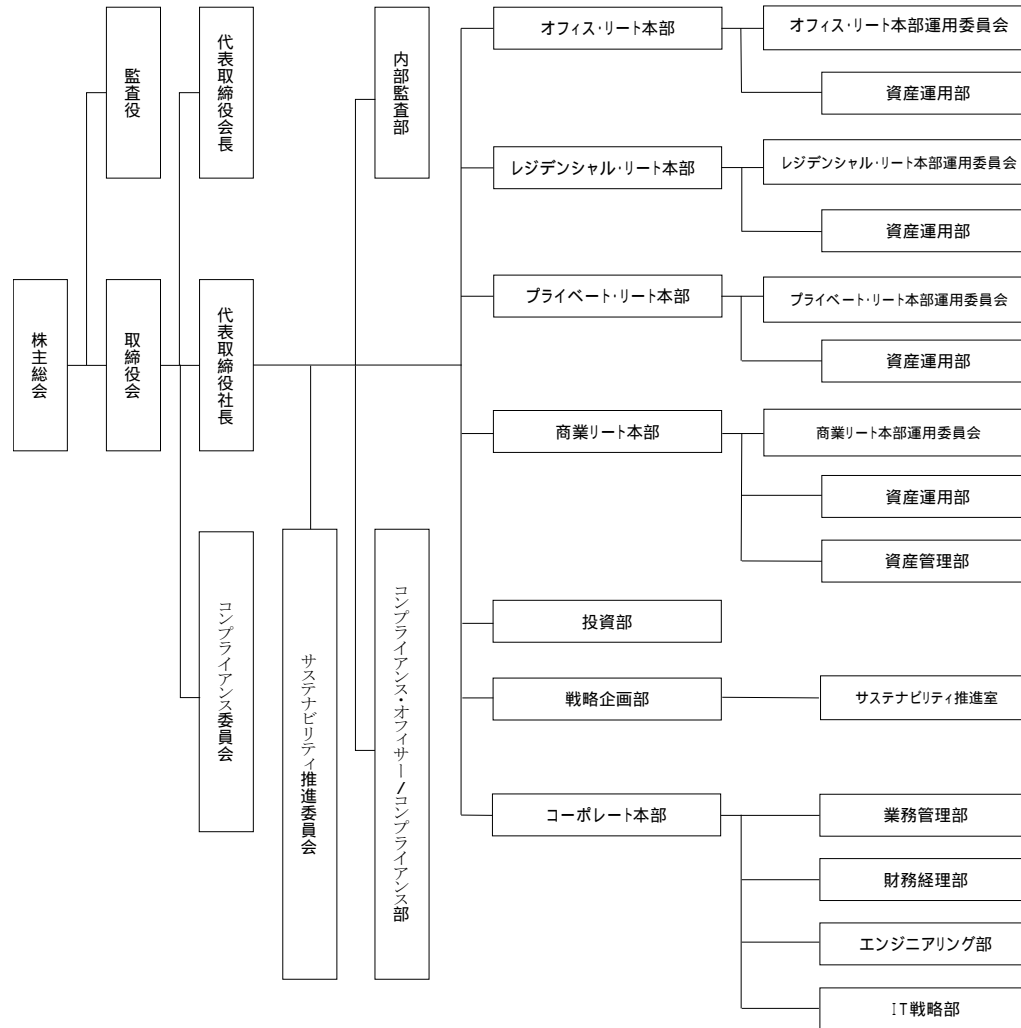 株主総会
監査役
取締役会
代表取締役会長
代表取締役社長
コンプライアンス委員会
サステナビリティ推進委員会
内部監査部
コンプライアンス・オフィサー/コンプライアンス部
オフィス・リート本部
オフィス・リート本部運用委員会
資産運用部
レジデンシャル・リート本部
レジデンシャル・リート本部運用委員会
資産運用部
プライベート・リート本部
プライベート・リート本部運用委員会
資産運用部
商業リート本部
商業リート本部運用委員会
資産運用部
資産管理部
投資部
戦略企画部
サステナビリティ推進室
コーポレート本部
業務管理部
財務経理部
エンジニアリング部
IT戦略部